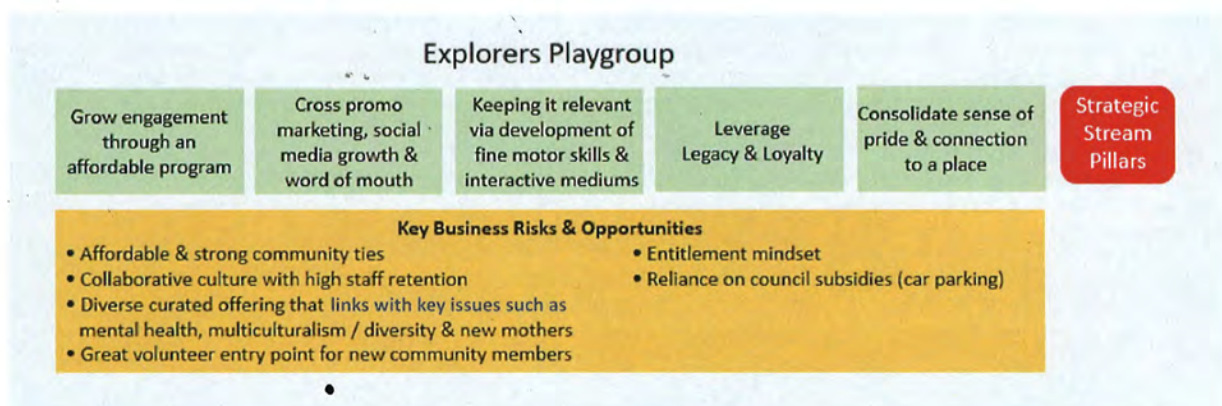 Explorers Playgroup
Grow engagement
through an
affordable program
Cross promo
marketing, social
media growth &
word of mouth
Keeping it relevant
via development of
fine motor skills &
interactive mediums
Leverage
Legacy & Loyalty
Consolidate sense of
pride & connection
to a place
Strategic
Stream
Pillars
Key Business Risks & Opportunities
• Affordable & strong community ties
• Collaborative culture with high staff retention
• Diverse curated offering that links with key issues such as
mental health, multiculturalism / diversity & new mothers
• Great volunteer entry point for new community members
• Entitlement mindset
• Reliance on council subsidies (car parking)